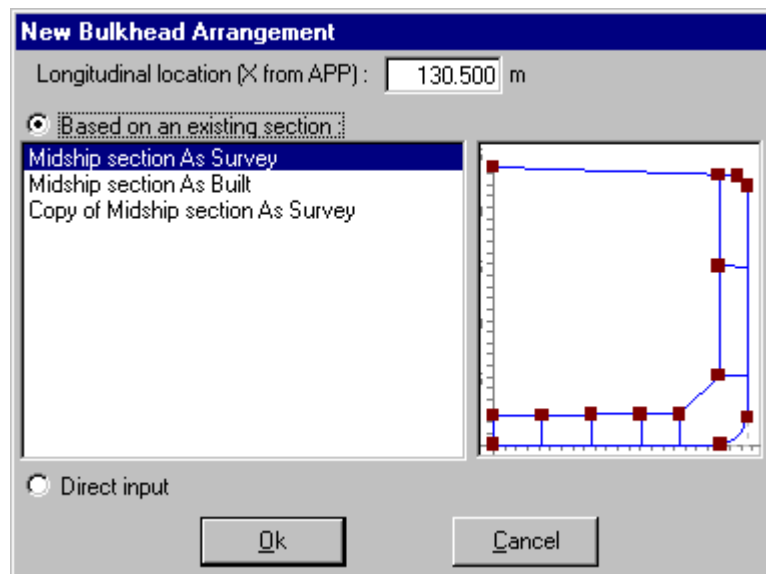 New Bulkhead Arrangement
Longitudinal location (X from APP) : 130.500 m
Based on an existing section :
Midship section As Survey
Midship section As Built
Copy of Midship section As Survey
Direct input
Ok Cancel